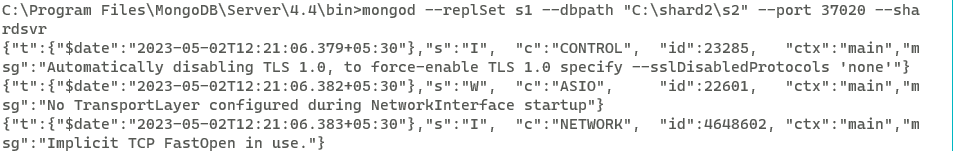 C:\Program Files\MongoDB\Server\4.4\bin>mongod --replSet s1 --dbpath "C:\shard2\s2" --port 37020 --sha
rdsvr
{"t":{"$date":"2023-05-02T12:21:06.379+05:30"},"s":"I",  "c":"CONTROL",  "id":23285,   "ctx":"main","m
sg":"Automatically disabling TLS 1.0, to force-enable TLS 1.0 specify --sslDisabledProtocols 'none'"}
{"t":{"$date":"2023-05-02T12:21:06.382+05:30"},"s":"W",  "c":"ASIO",     "id":22601,   "ctx":"main","m
sg":"No TransportLayer configured during NetworkInterface startup"}
{"t":{"$date":"2023-05-02T12:21:06.383+05:30"},"s":"I",  "c":"NETWORK",  "id":4648602, "ctx":"main","m
sg":"Implicit TCP FastOpen in use."}